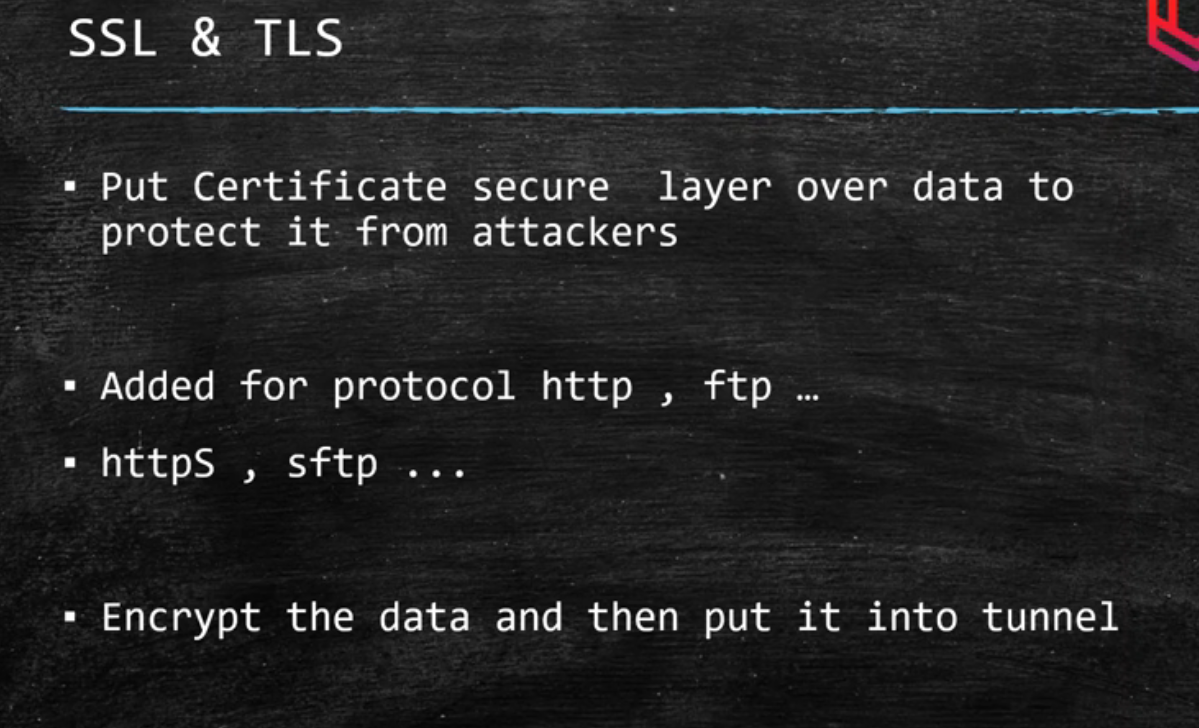 SSL & TLS
▪ Put Certificate secure layer over data to
protect it from attackers
▪ Added for protocol http , ftp …
▪ httpS , sftp ...
▪ Encrypt the data and then put it into tunnel